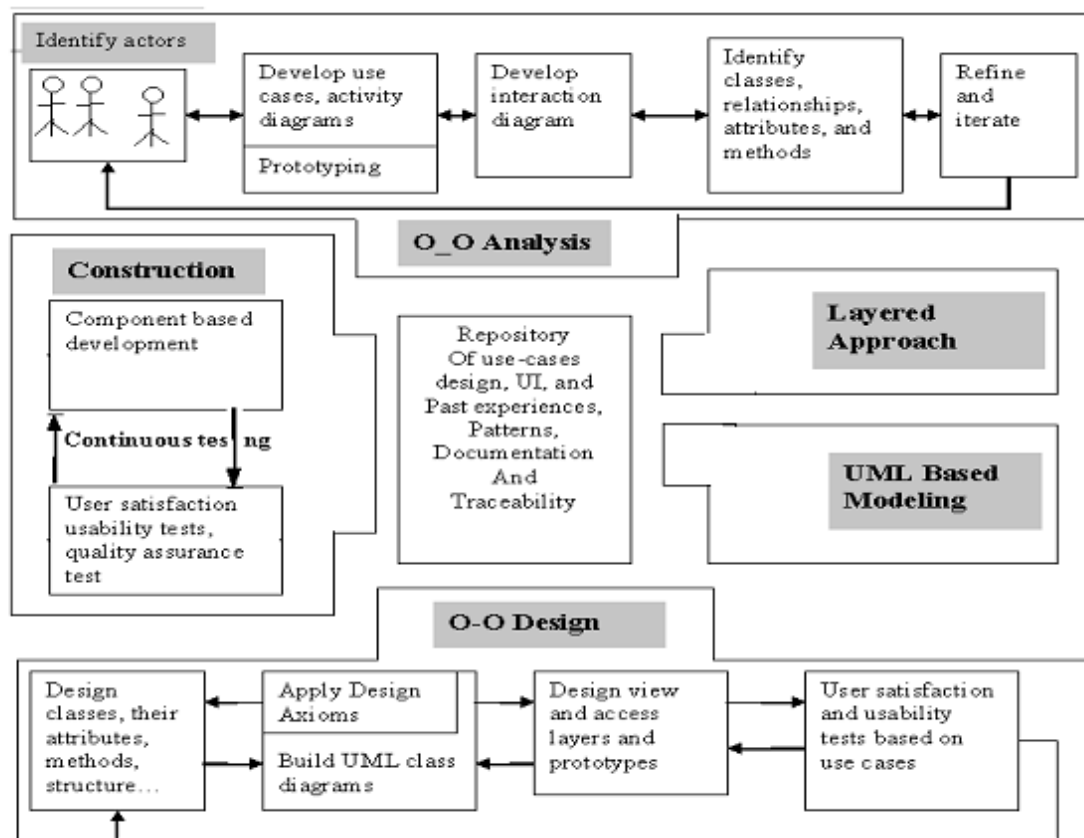 Identify actors
Develop use
cases, activity
diagrams
Prototyping
Develop
interaction
diagram
Identify
classes,
relationships,
attributes, and
methods
Refine
and
iterate
O_O Analysis
Construction
Component based
development
Continuous
User satisfaction
usability tests,
quality assurance
test
Repository
Of use-cases
design, UI, and
Past experiences,
Patterns,
Documentation
And
Traceability
Layered
Approach
UML Based
Modeling
O-O Design
Design
classes, their
attributes,
methods,
structure...
Apply Design
Axioms
Build UML class
diagrams
Design view
and access
layers and
prototypes
User satisfaction
and usability
tests based on
use cases